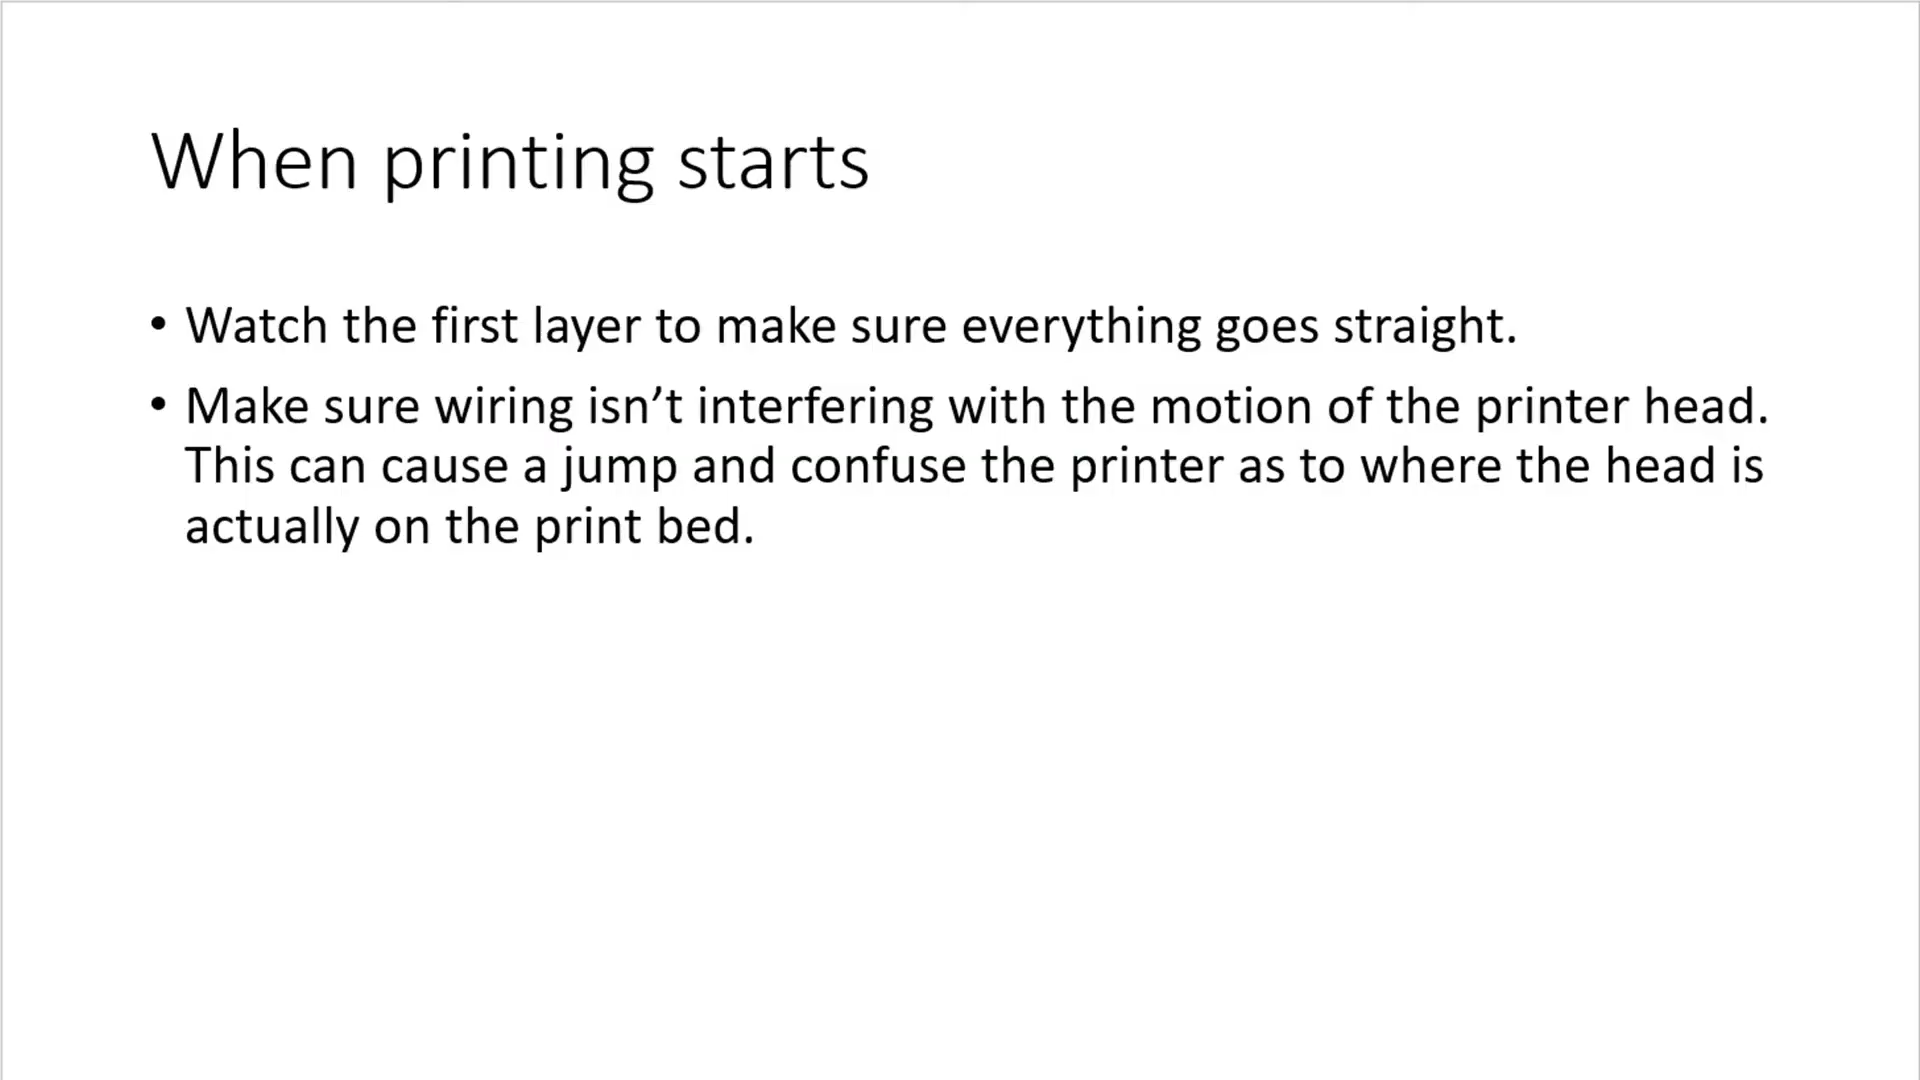 When printing starts
• Watch the first layer to make sure everything goes straight.
• Make sure wiring isn’t interfering with the motion of the printer head.
This can cause a jump and confuse the printer as to where the head is
actually on the print bed.